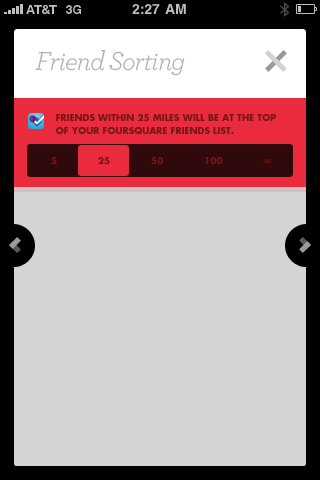 AT&T 3G 2:27 AM
Friend Sorting
FRIENDS WITHIN 25 MILES WILL BE AT THE TOP
OF YOUR FOURSQUARE FRIENDS LIST.
5 25 50 100 ∞